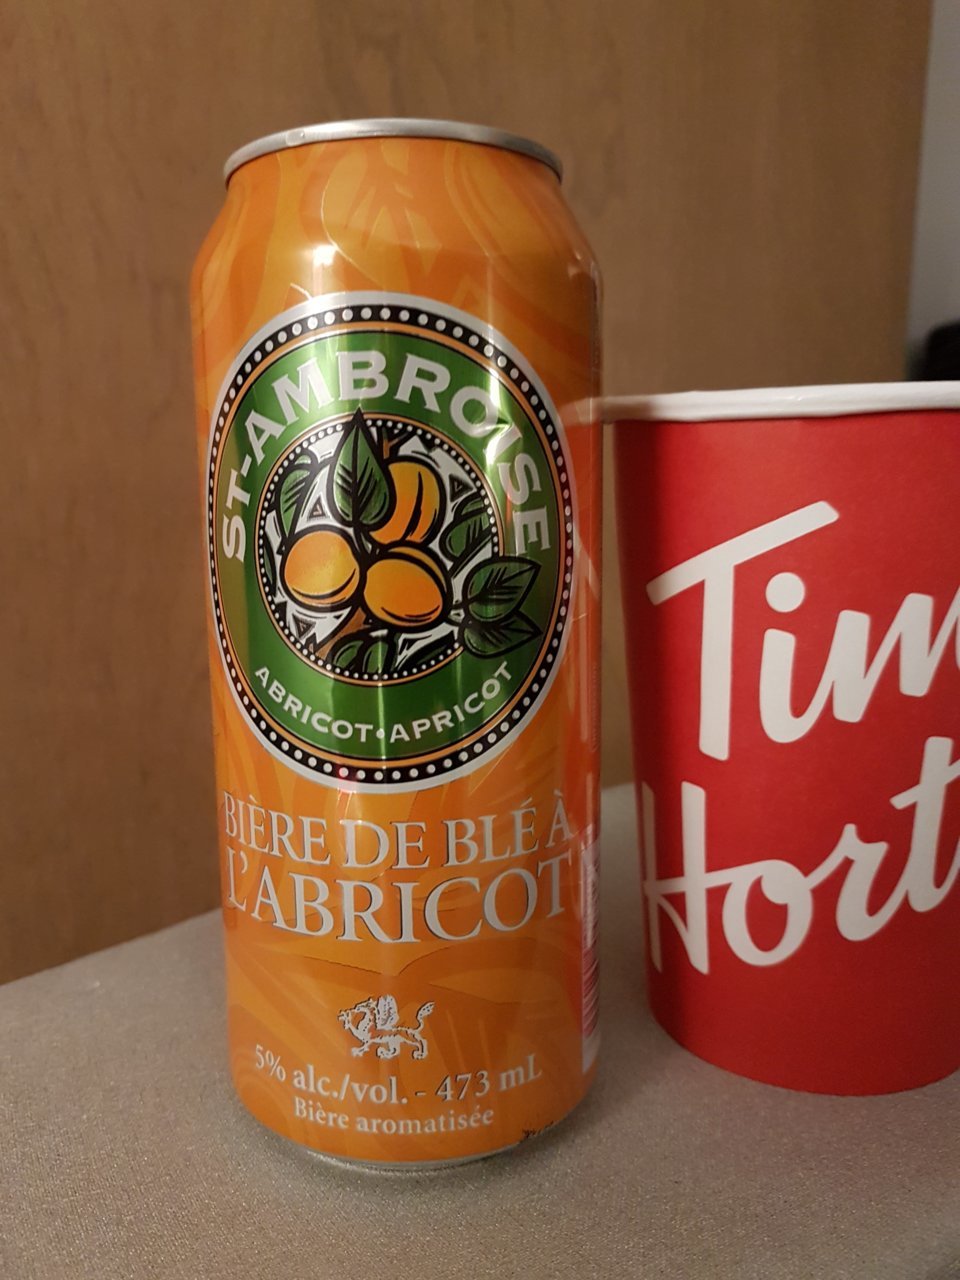 ST-AMBROISE
ABRICOT•APRICOT
BIÈRE DE BLÉ À
L'ABRICOT
5% alc./vol. - 473 mL
Bière aromatisée
Tim
Hort